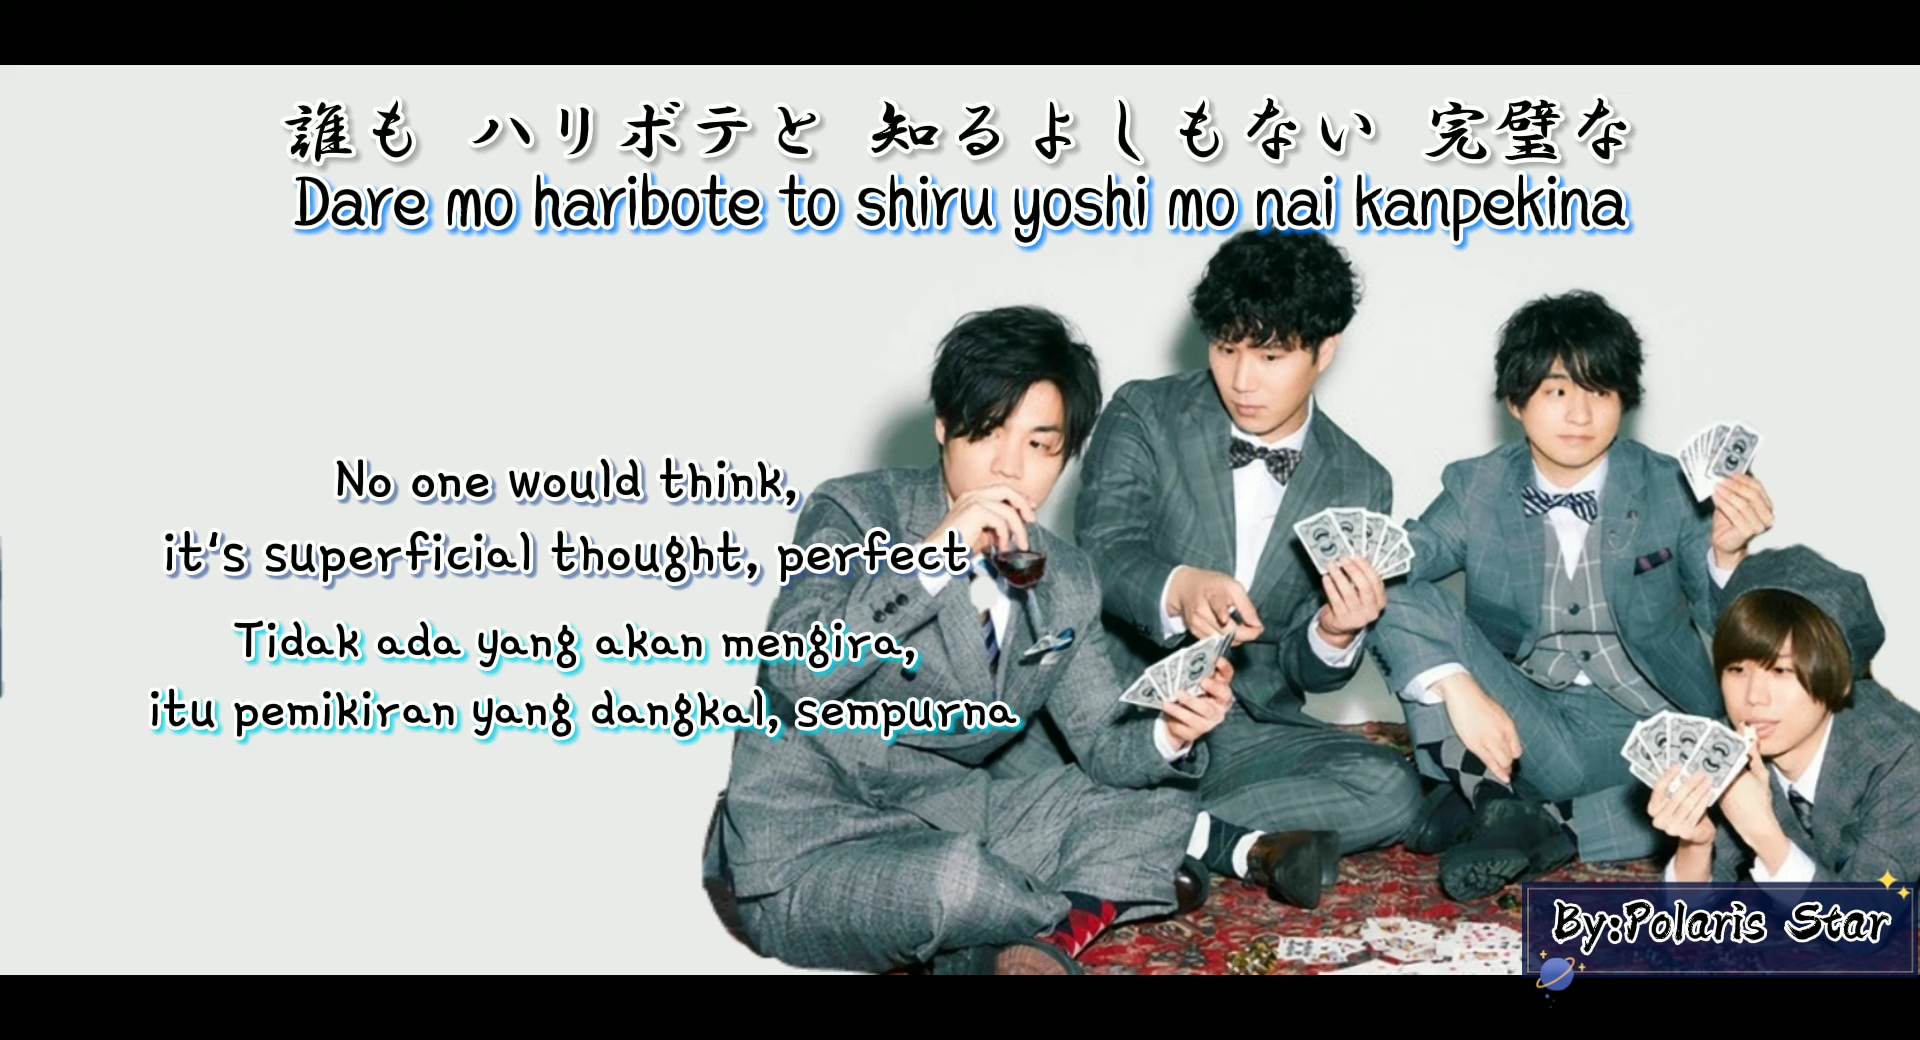 誰も ハリボテと 知るよしもない 完璧な
Dare mo haribote to shiru yoshi mo nai kanpekina
No one would think,
it's superficial thought, perfect
Tidak ada yang akan mengira,
itu pemikiran yang dangkal, sempurna
By:Polaris Star